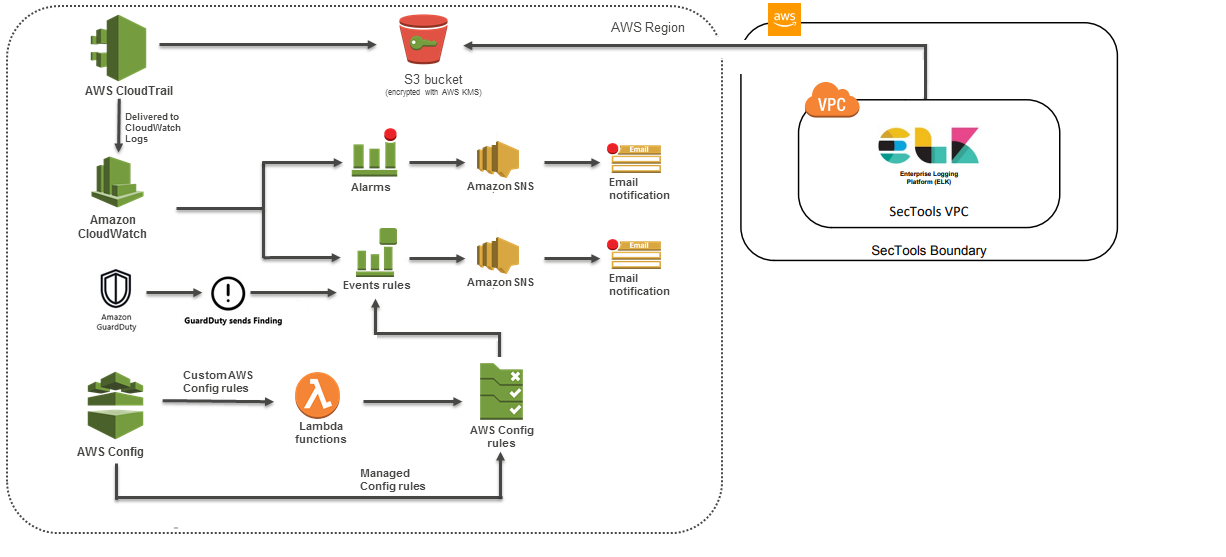 aws
AWS Region
S3 bucket
(encrypted with AWS KMS)
AWS CloudTrail
Delivered to
CloudWatch
Logs
VPC
ELK
Enterprise Logging
Platform (ELK)
SecTools VPC
SecTools Boundary
Amazon
CloudWatch
Alarms
Amazon SNS
Email
Email
notification
Events rules
Amazon SNS
Email
Email
notification
Amazon
GuardDuty
GuardDuty sends Finding
AWS Config
Custom AWS
Config rules
Lambda
functions
AWS Config
rules
Managed
Config rules